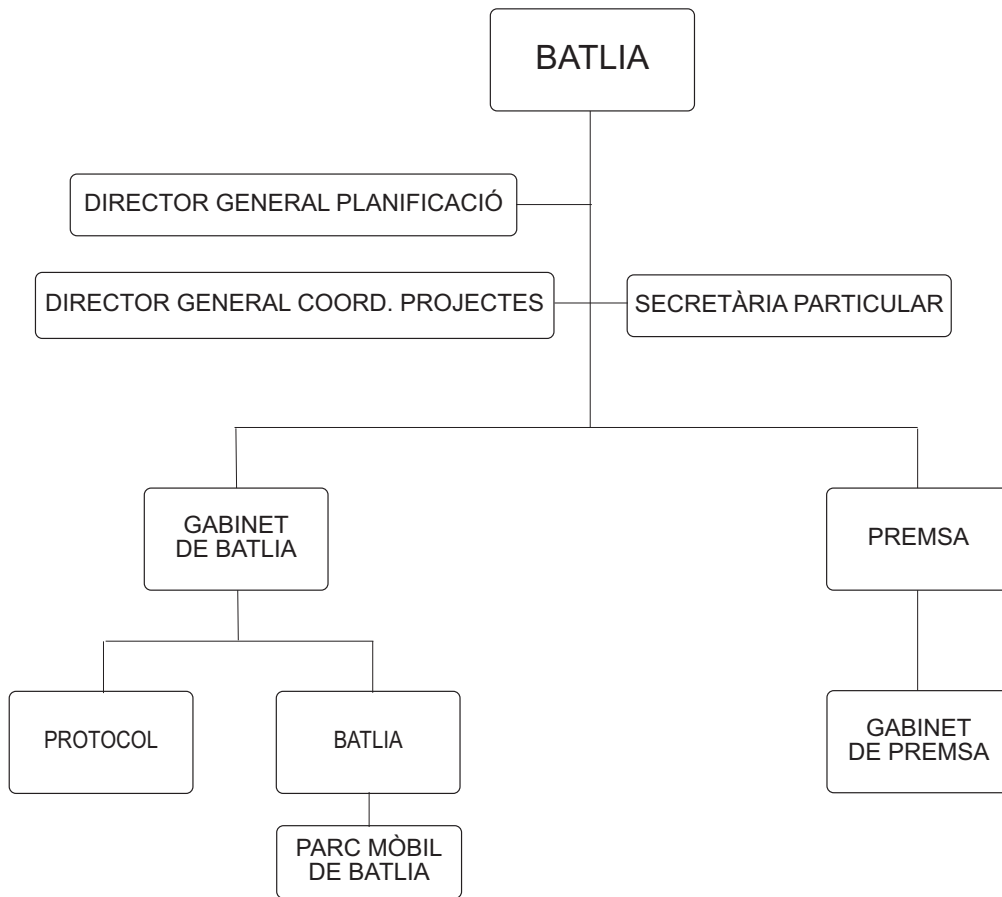 BATLIA
DIRECTOR GENERAL PLANIFICACIÓ
DIRECTOR GENERAL COORD. PROJECTES
SECRETÀRIA PARTICULAR
GABINET
DE BATLIA
PREMSA
PROTOCOL
BATLIA
GABINET
DE PREMSA
PARC MÒBIL
DE BATLIA